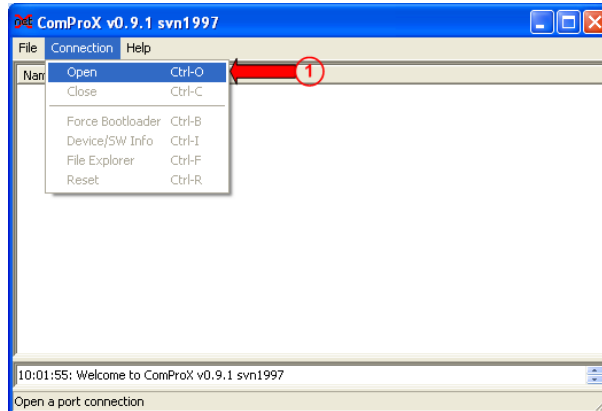 ComProX v0.9.1 svn1997
File Connection Help
Nam
Open Ctrl-O
1
Close Ctrl-C
Force Bootloader Ctrl-B
Device/SW Info Ctrl-I
File Explorer Ctrl-F
Reset Ctrl-R
10:01:55: Welcome to ComProX v0.9.1 svn1997
Open a port connection